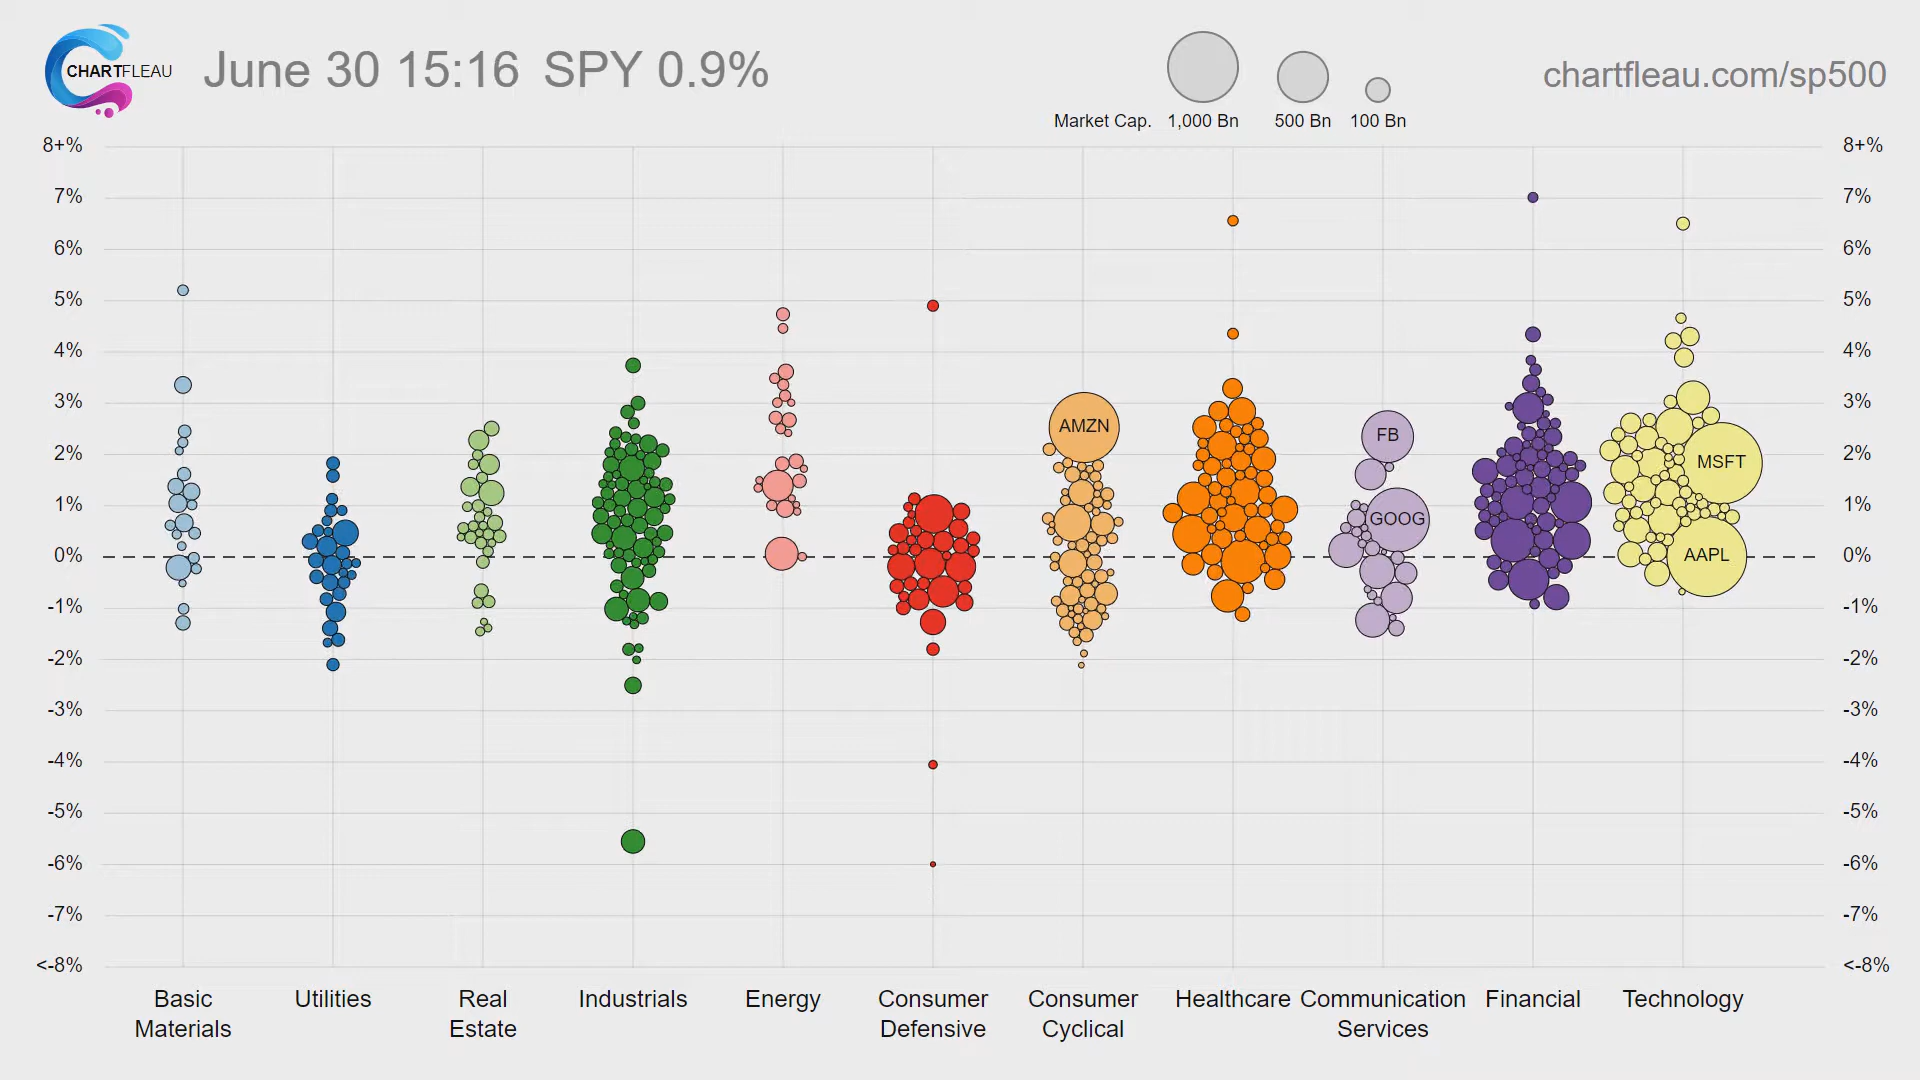 CHARTFLEAU
June 30 15:16 SPY 0.9%
chartfleau.com/sp500
Market Cap. 1,000 Bn 500 Bn 100 Bn
8+% 8+%
7% 7%
6% 6%
5% 5%
4% 4%
3% 3%
AMZN
FB
2% 2%
MSFT
1% 1%
GOOG
0% 0%
AAPL
-1% -1%
-2% -2%
-3% -3%
-4% -4%
-5% -5%
-6% -6%
-7% -7%
<-8% <-8%
Basic Materials
Utilities
Real Estate
Industrials
Energy
Consumer Defensive
Consumer Cyclical
Healthcare
Communication Services
Financial
Technology